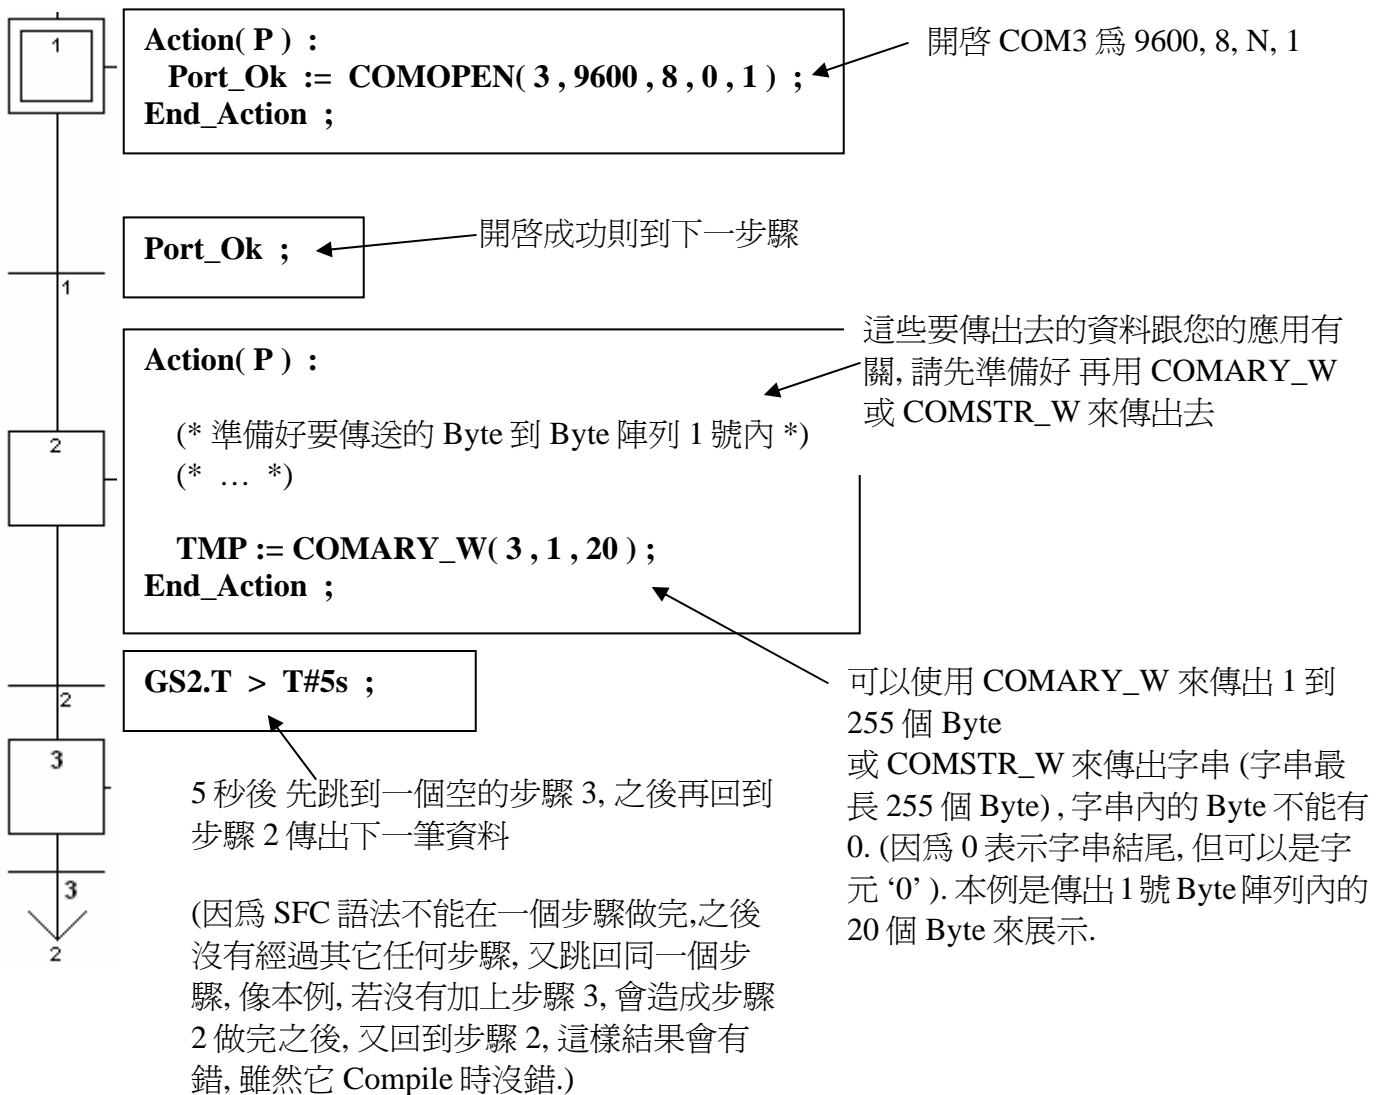 1
Action( P ) :
Port_Ok := COMOPEN( 3 , 9600 , 8 , 0 , 1 ) ;
End_Action ;
開啓 COM3 爲 9600, 8, N, 1
Port_Ok ;
開啓成功則到下一步驟
1
Action( P ) :
(* 準備好要傳送的 Byte 到 Byte 陣列 1 號內 *)
(* … *)
TMP := COMARY_W( 3 , 1 , 20 ) ;
End_Action ;
這些要傳出去的資料跟您的應用有
關, 請先準備好 再用 COMARY_W
或 COMSTR_W 來傳出去
2
GS2.T > T#5s ;
2
3
5 秒後 先跳到一個空的步驟 3, 之後再回到
步驟 2 傳出下一筆資料
(因爲 SFC 語法不能在一個步驟做完,之後
沒有經過其它任何步驟, 又跳回同一個步
驟, 像本例, 若沒有加上步驟 3, 會造成步驟
2 做完之後, 又回到步驟 2, 這樣結果會有
錯, 雖然它 Compile 時沒錯.)
可以使用 COMARY_W 來傳出 1 到
255 個 Byte
或 COMSTR_W 來傳出字串 (字串最
長 255 個 Byte) , 字串內的 Byte 不能有
0. (因爲 0 表示字串結尾, 但可以是字
元 ‘0’ ). 本例是傳出 1 號 Byte 陣列內的
20 個 Byte 來展示.
3
2